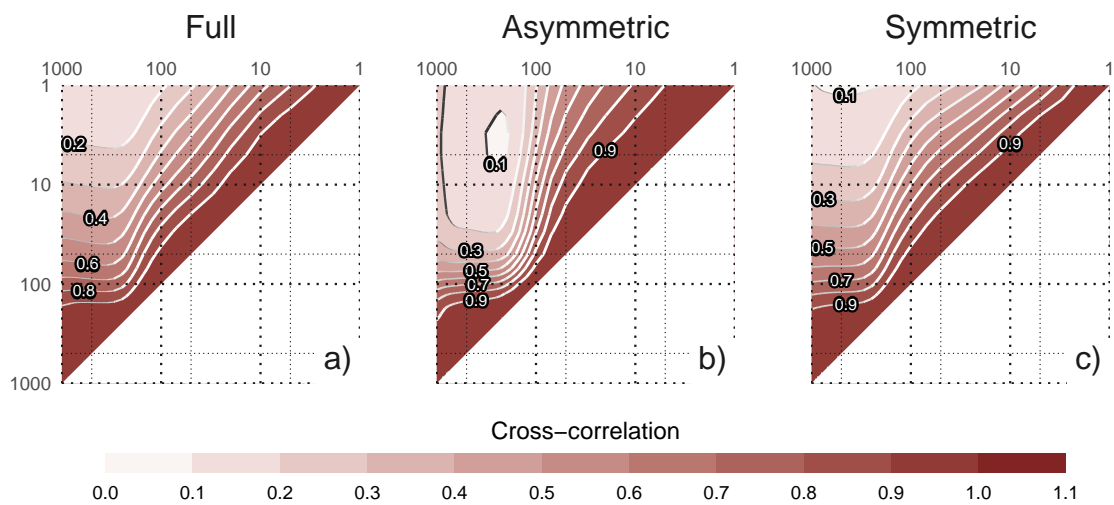 Full Asymmetric Symmetric
1000 100 10 1 1000 100 10 1 1000 100 10 1
1
10
100
1000
0.2
0.4
0.6
0.8
a)
0.1
0.9
0.3
0.5
0.7
0.9
b)
0.1
0.9
0.3
0.5
0.7
0.9
c)
Cross−correlation
0.0 0.1 0.2 0.3 0.4 0.5 0.6 0.7 0.8 0.9 1.0 1.1